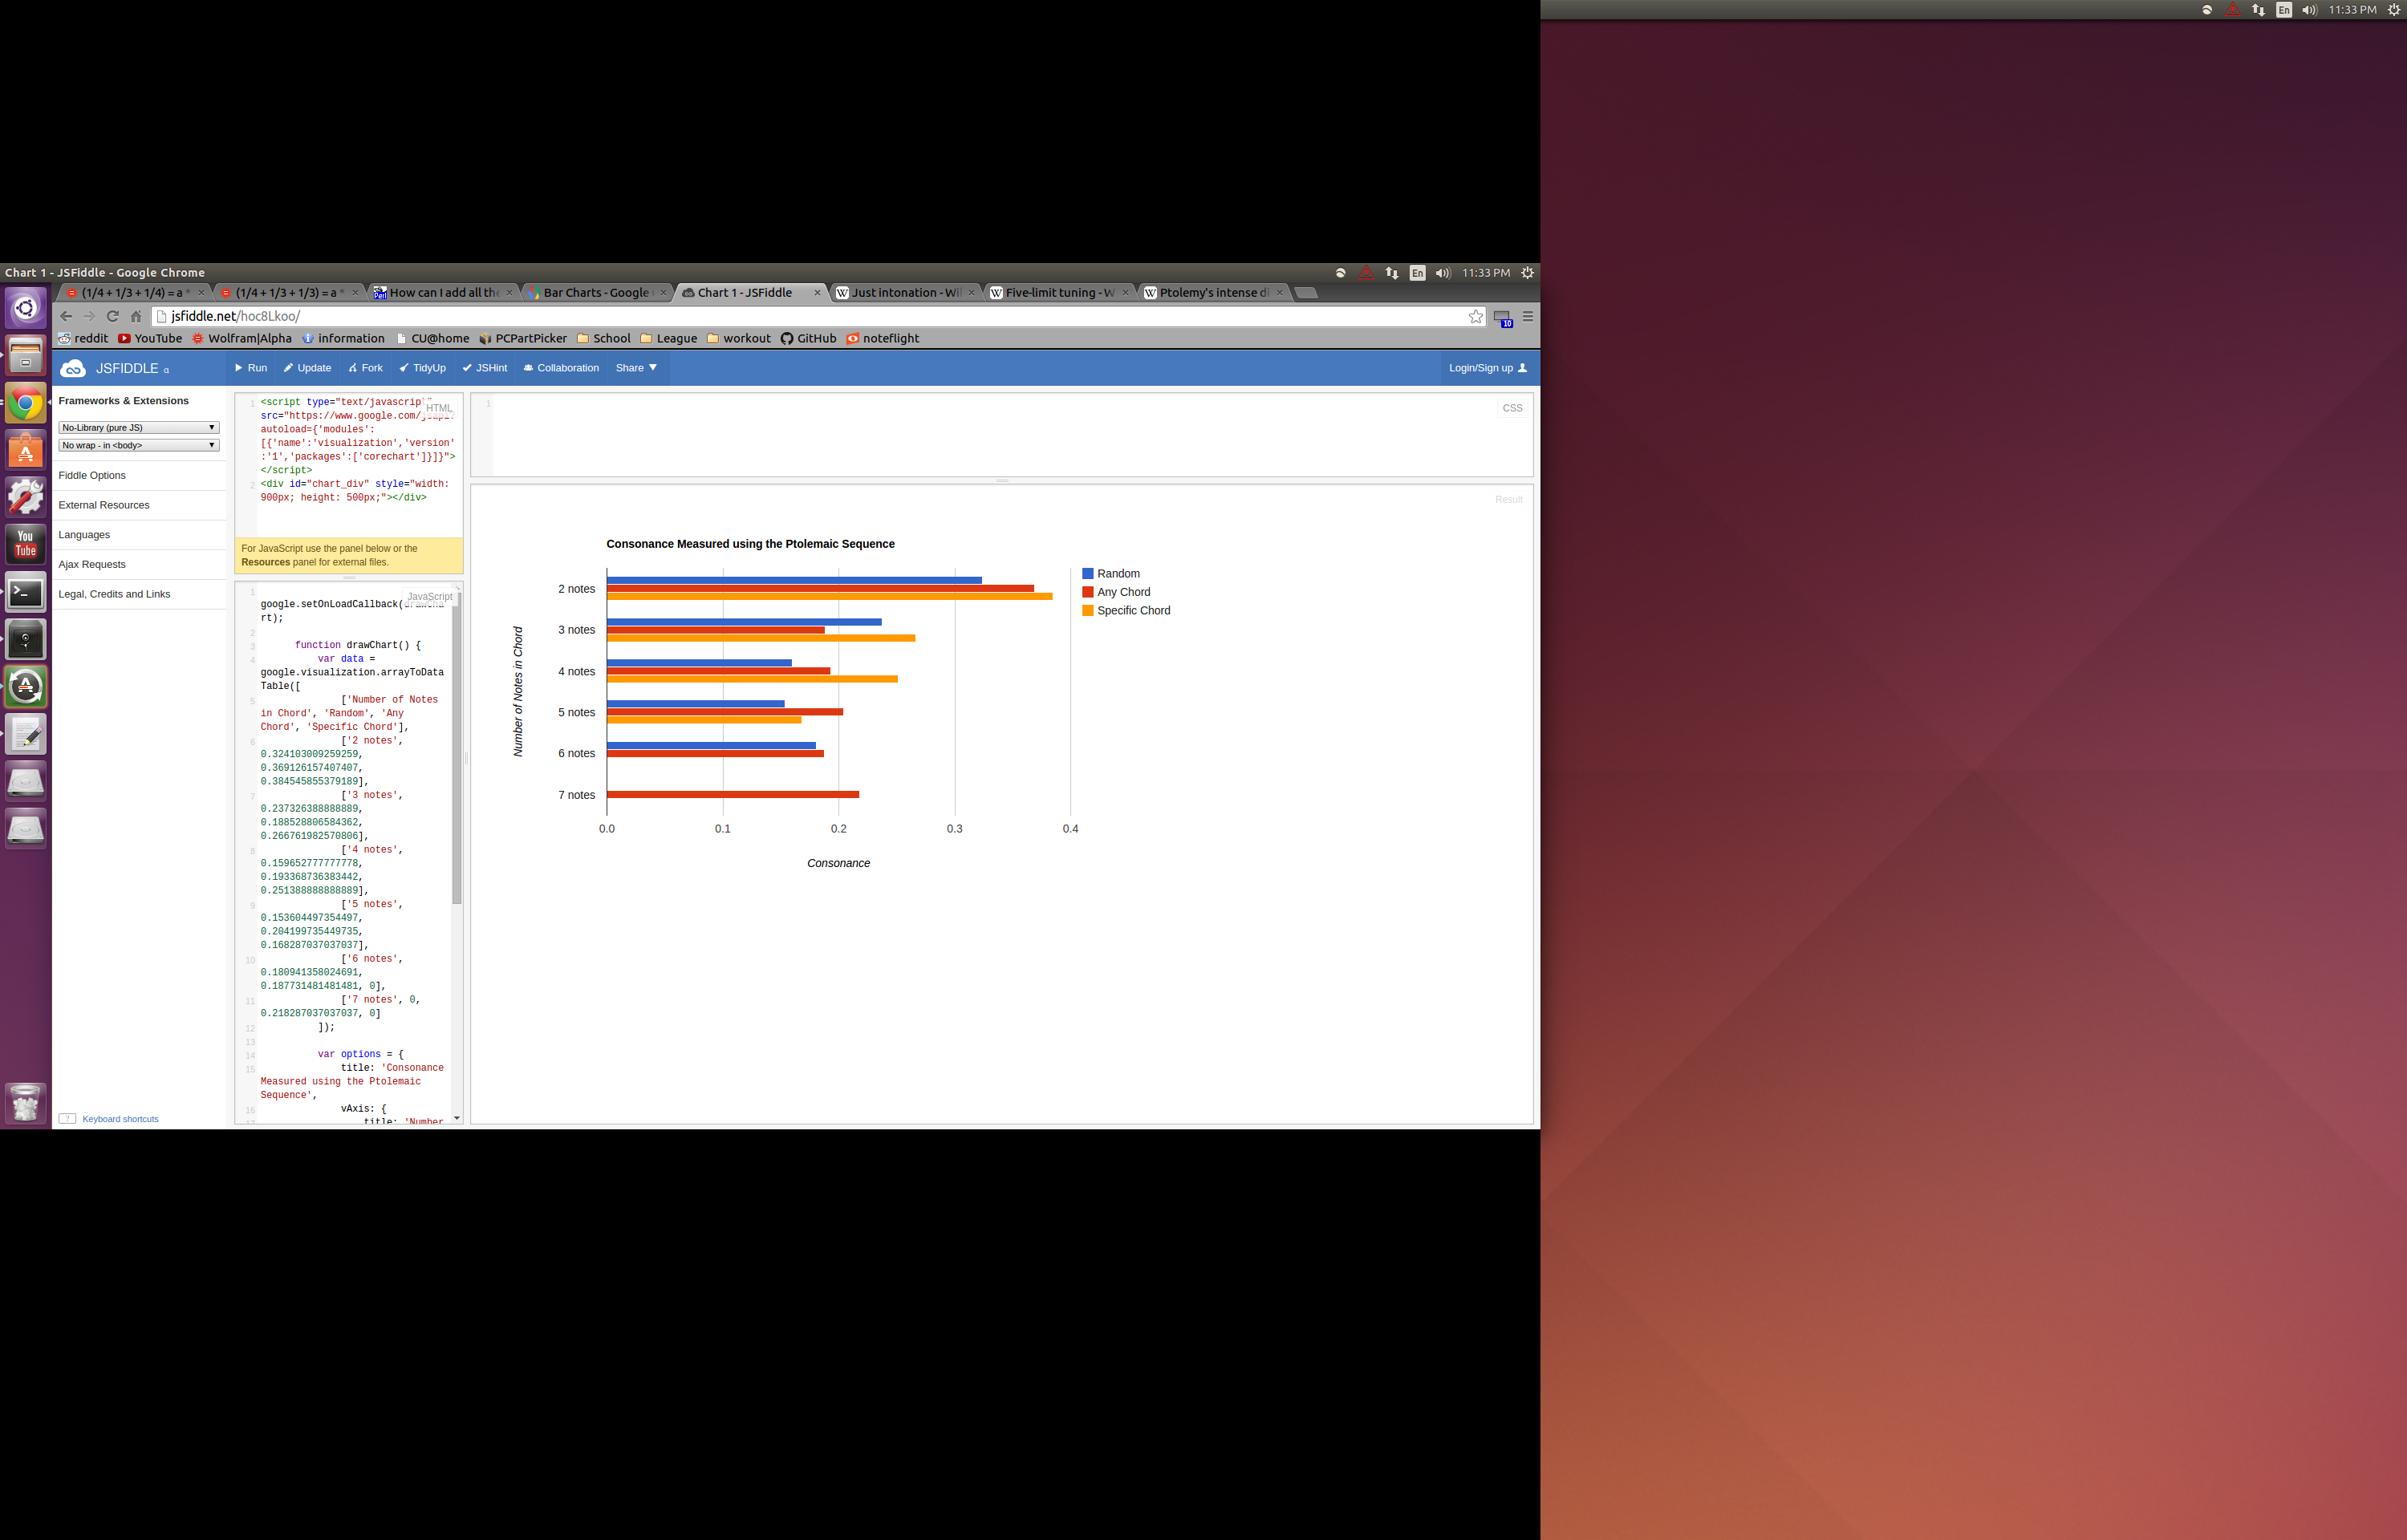 11:33 PM
En
Chart 1 - JSFiddle - Google Chrome
En
11:33 PM
(1/4 + 1/3 + 1/4) = a *
(1/4 + 1/3 + 1/3) = a *
How can I add all the
Bar Charts - Google
Chart 1 - JSFiddle
Just intonation - Wi
Five-limit tuning - W
Ptolemy's intense di
jsfiddle.net/hoc8Lkoo/
10
reddit
YouTube
Wolfram|Alpha
information
CU@home
PCPartPicker
School
League
workout
GitHub
noteflight
JSFIDDLE α
Run
Update
Fork
TidyUp
JSHint
Collaboration
Share
Login/Sign up
Frameworks & Extensions
No-Library (pure JS)
No wrap - in <body>
Fiddle Options
External Resources
Languages
Ajax Requests
Legal, Credits and Links
Keyboard shortcuts
HTML
1 <script type="text/javascript"
src="https://www.google.com/jsapi?
autoload={'modules':
[{'name':'visualization','version'
:'1','packages':['corechart']}]}">
</script>
2 <div id="chart_div" style="width:
900px; height: 500px;"></div>
For JavaScript use the panel below or the
Resources panel for external files.
JavaScript
1
google.setOnLoadCallback(drawCha
rt);
2
3 function drawChart() {
4 var data =
google.visualization.arrayToData
Table([
5 ['Number of Notes
in Chord', 'Random', 'Any
Chord', 'Specific Chord'],
6 ['2 notes',
0.324103009259259,
0.369126157407407,
0.384545855379189],
7 ['3 notes',
0.237326388888889,
0.188528806584362,
0.266761982570806],
8 ['4 notes',
0.159652777777778,
0.193368736383442,
0.251388888888889],
9 ['5 notes',
0.153604497354497,
0.204199735449735,
0.168287037037037],
10 ['6 notes',
0.180941358024691,
0.187731481481481, 0],
11 ['7 notes', 0,
0.218287037037037, 0]
12 ]);
13
14 var options = {
15 title: 'Consonance
Measured using the Ptolemaic
Sequence',
16 vAxis: {
17 title: 'Number
1
CSS
Result
Consonance Measured using the Ptolemaic Sequence
Random
Any Chord
Specific Chord
Number of Notes in Chord
2 notes
3 notes
4 notes
5 notes
6 notes
7 notes
0.0
0.1
0.2
0.3
0.4
Consonance
You
Tube